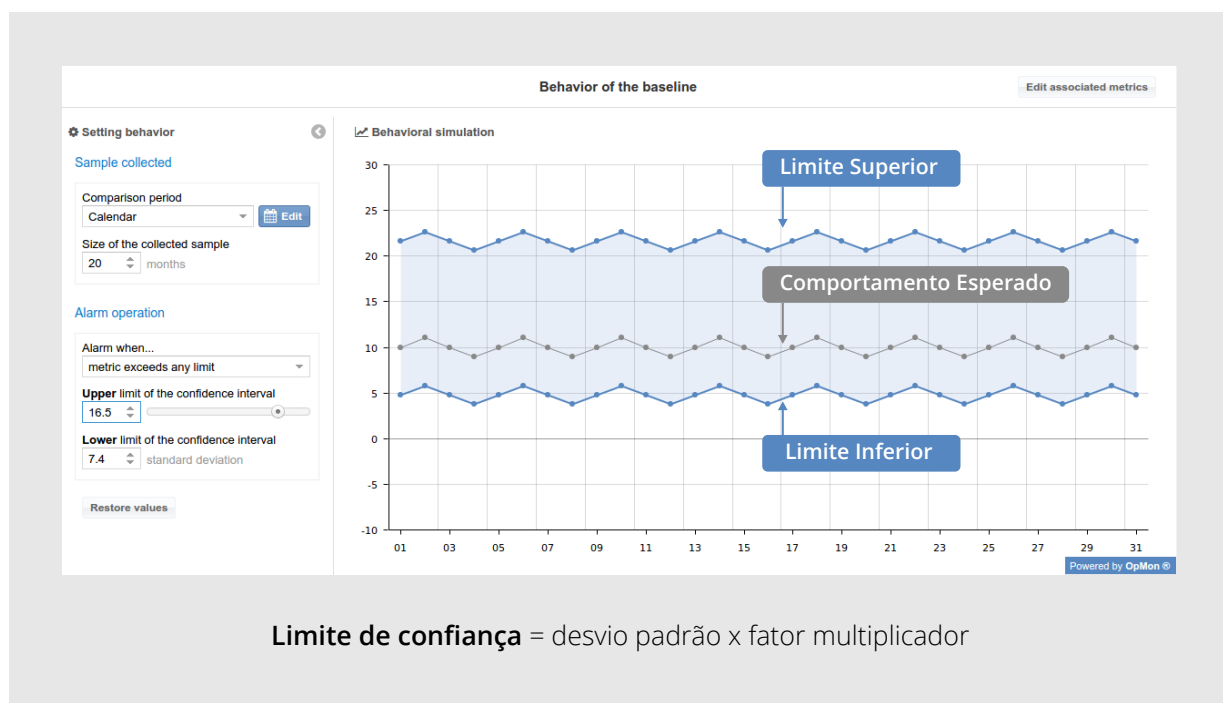 Behavior of the baseline
Edit associated metrics
Setting behavior
Sample collected
Comparison period
Calendar
Edit
Size of the collected sample
20 months
Alarm operation
Alarm when...
metric exceeds any limit
Upper limit of the confidence interval
16.5
Lower limit of the confidence interval
7.4 standard deviation
Restore values
Behavioral simulation
30
25
20
15
10
5
0
-5
-10
Limite Superior
Comportamento Esperado
Limite Inferior
01 03 05 07 09 11 13 15 17 19 21 23 25 27 29 31
Powered by OpMon ®
Limite de confiança = desvio padrão x fator multiplicador